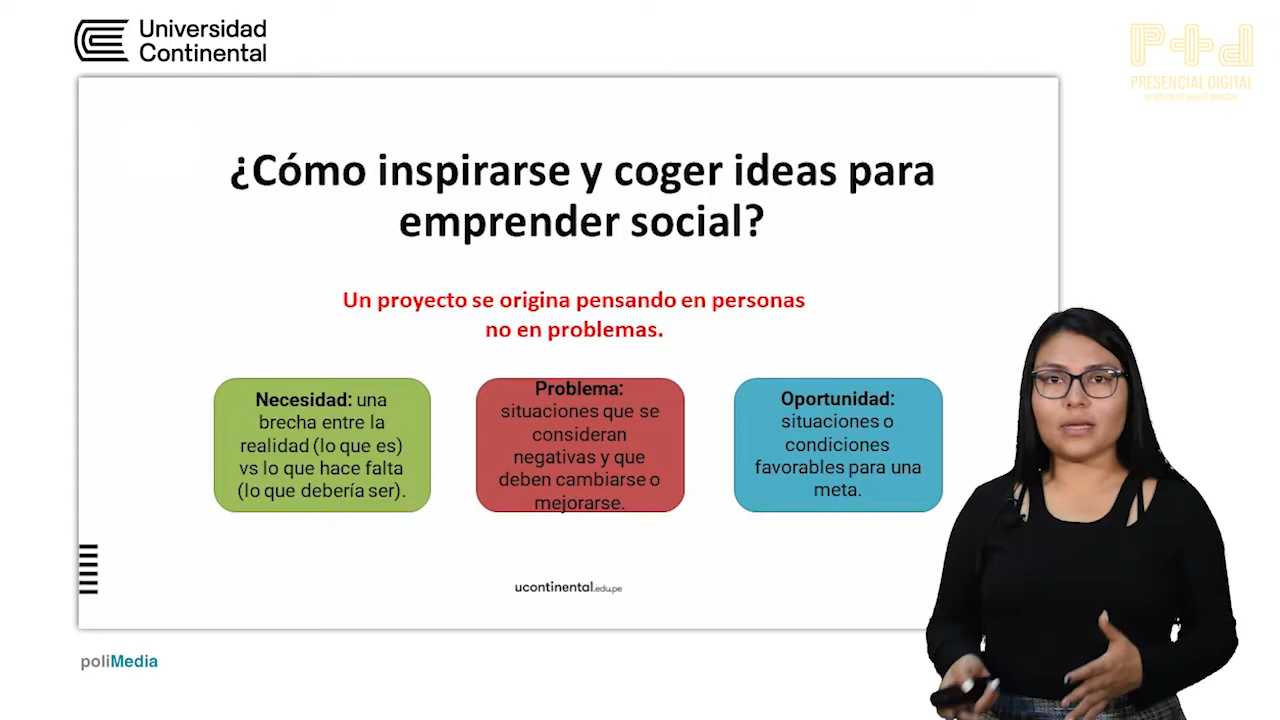 Universidad
Continental
PRESENCIAL DIGITAL
¿Cómo inspirarse y coger ideas para
emprender social?
Un proyecto se origina pensando en personas
no en problemas.
Necesidad: una
brecha entre la
realidad (lo que es)
vs lo que hace falta
(lo que debería ser).
Problema:
situaciones que se
consideran
negativas y que
deben cambiarse o
mejorarse.
Oportunidad:
situaciones o
condiciones
favorables para una
meta.
ucontinental.edu.pe
poliMedia